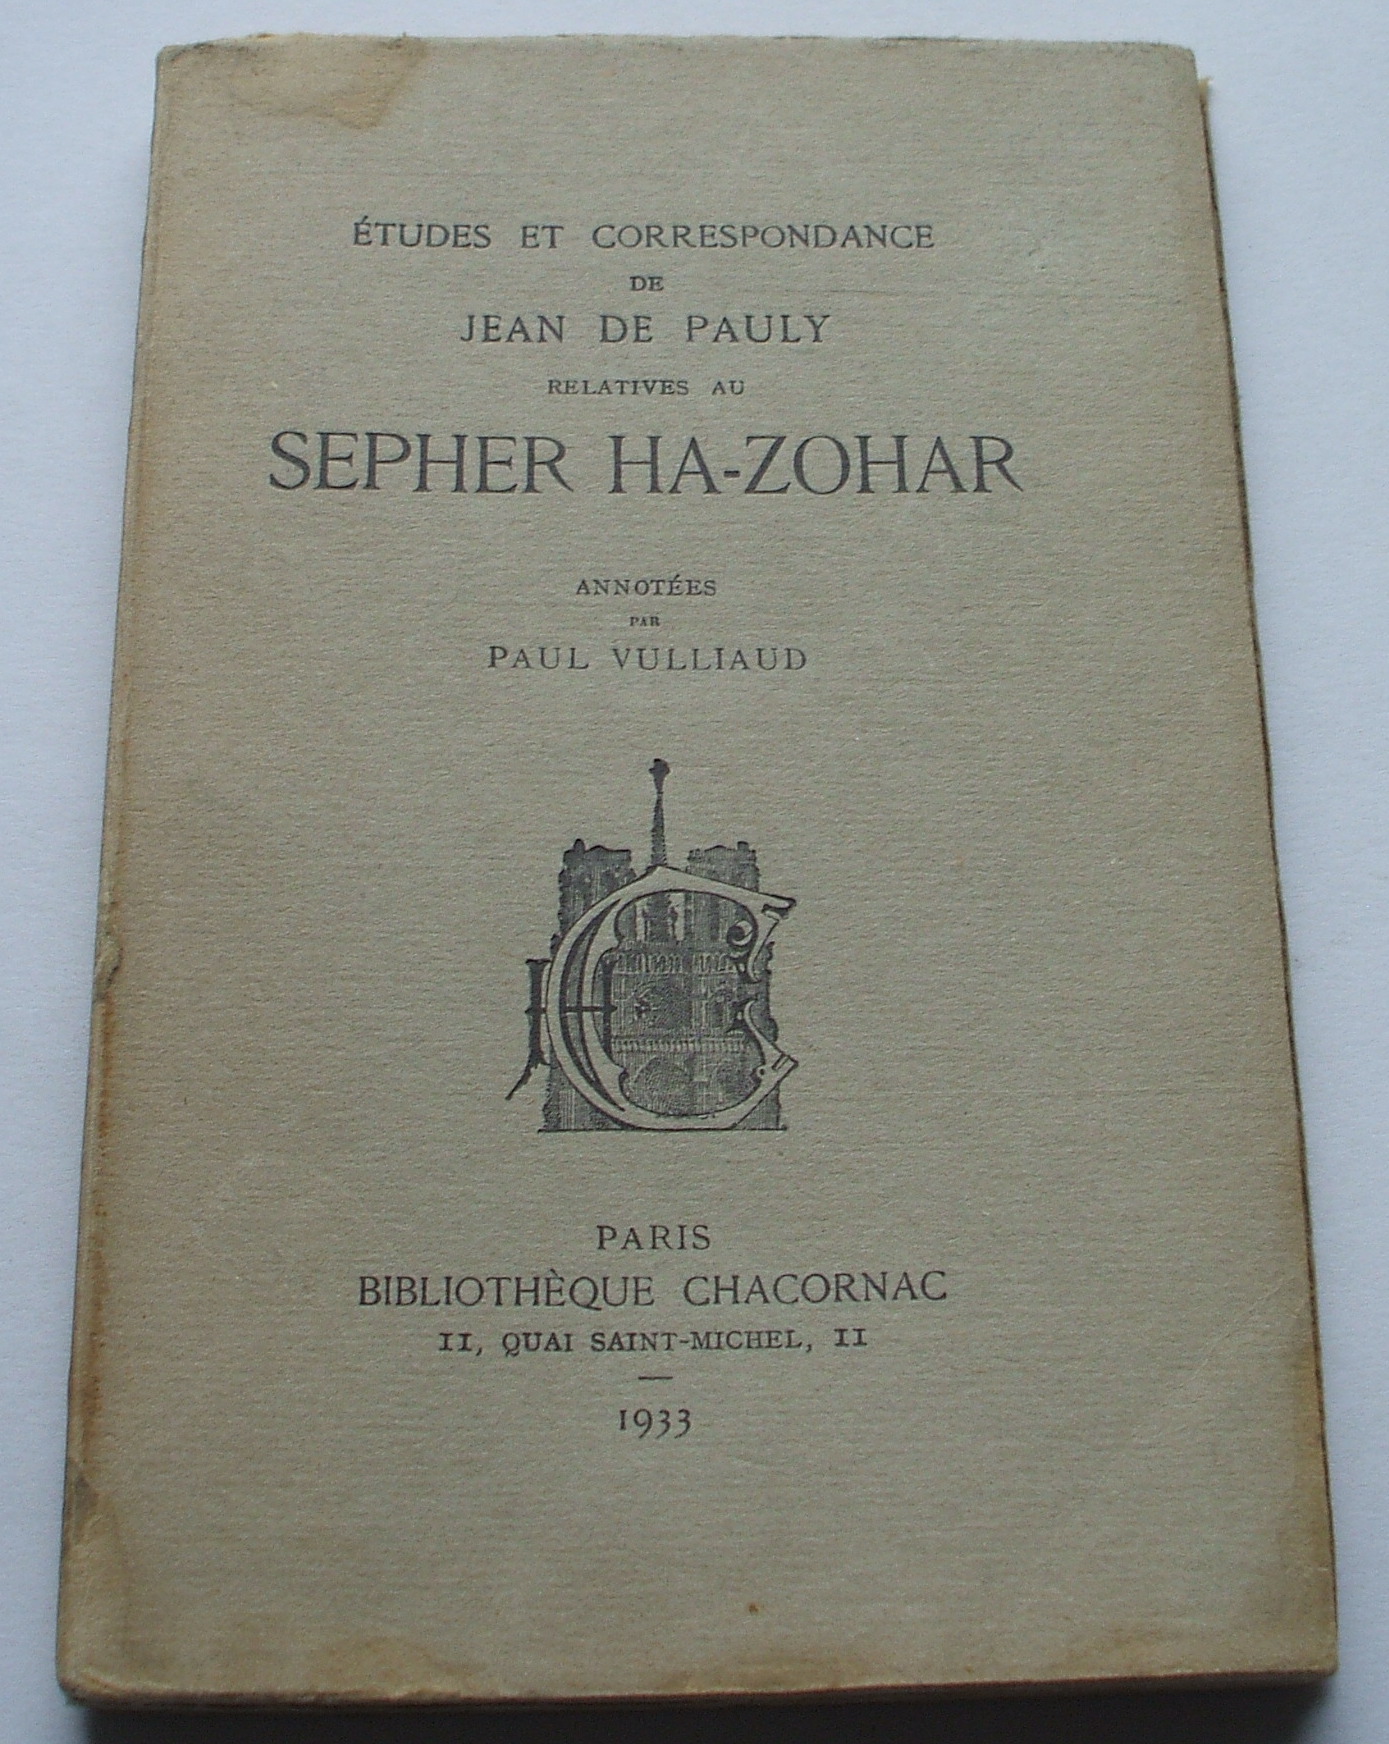 ÉTUDES ET CORRESPONDANCE
DE
JEAN DE PAULY
RELATIVES AU
SEPHER HA-ZOHAR
ANNOTÉES
PAR
PAUL VULLIAUD
PARIS
BIBLIOTHÈQUE CHACORNAC
11, QUAI SAINT-MICHEL, 11
1933